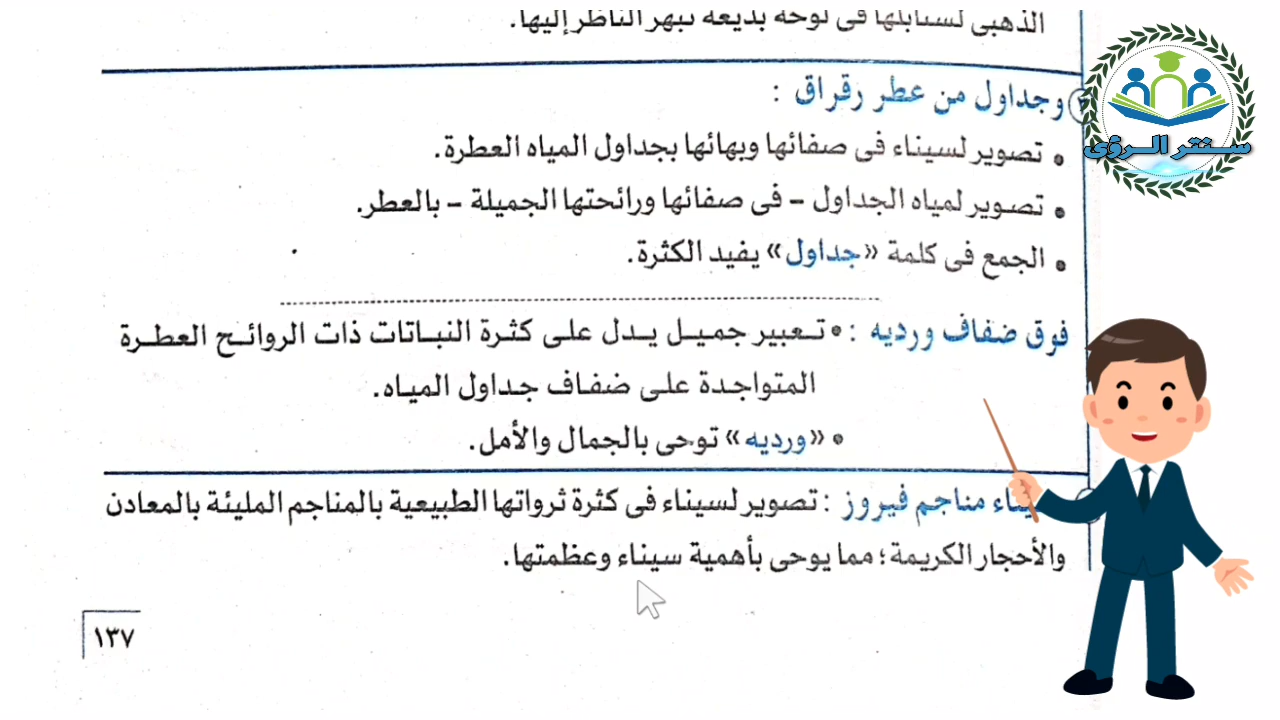 الذهبى لسنابلها فى لوحة بديعة تبهر الناظر إليها.
وجداول من عطر رقراق :
• تصوير لسيناء فى صفائها وبهائها بجداول المياه العطرة.
• تصوير لمياه الجداول – فى صفائها ورائحتها الجميلة – بالعطر.
• الجمع فى كلمة «جداول» يفيد الكثرة.
فوق ضفاف ورديه : • تعبير جميل يدل على كثرة النباتات ذات الروائح العطرة
المتواجدة على ضفاف جداول المياه.
• «ورديه» توحى بالجمال والأمل.
مناجم فيروز : تصوير لسيناء فى كثرة ثرواتها الطبيعية بالمناجم المليئة بالمعادن
والأحجار الكريمة ؛ مما يوحى بأهمية سيناء وعظمتها.
١٣٧
سنتر الرؤى